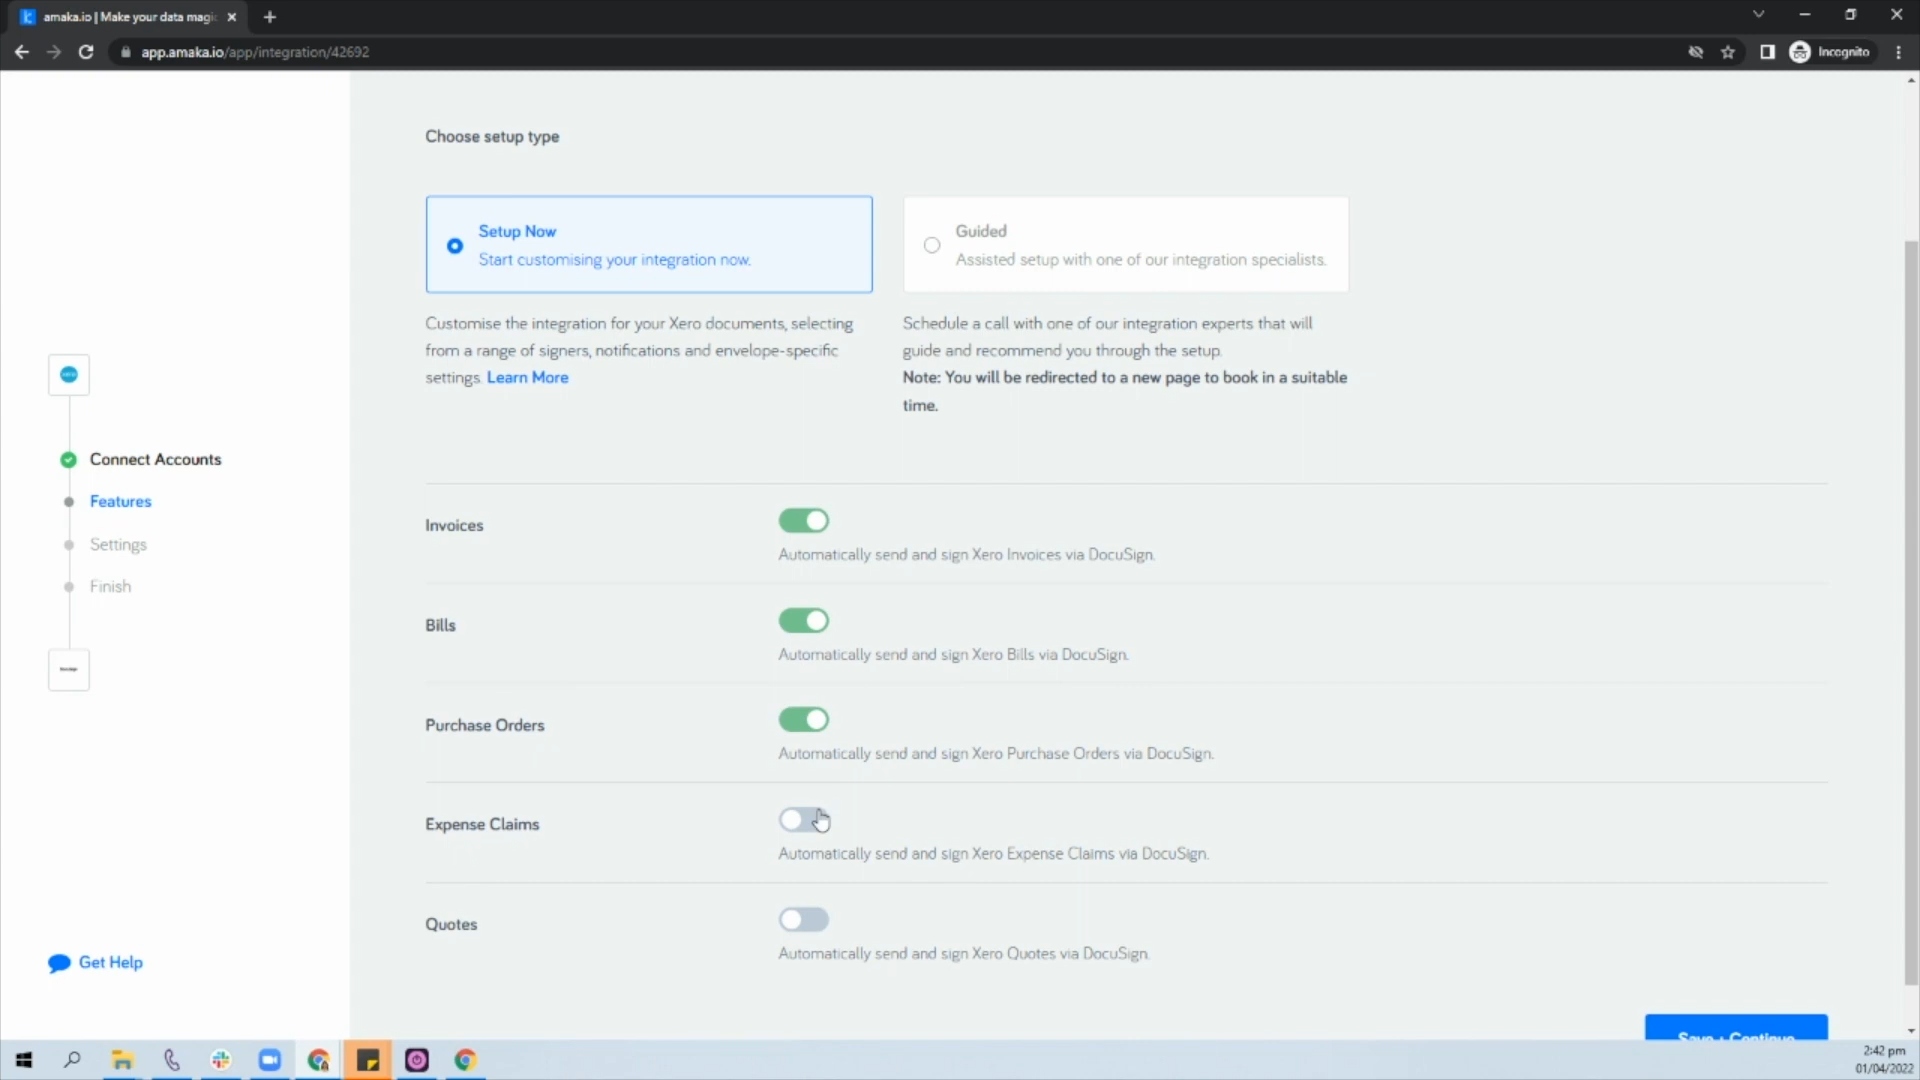 amaka.io | Make your data magic
app.amaka.io/app/integration/42692
Incognito
Choose setup type
Setup Now
Start customising your integration now.
Guided
Assisted setup with one of our integration specialists.
Customise the integration for your Xero documents, selecting
from a range of signers, notifications and envelope-specific
settings. Learn More
Schedule a call with one of our integration experts that will
guide and recommend you through the setup.
Note: You will be redirected to a new page to book in a suitable
time.
xero
Connect Accounts
Features
Settings
Finish
Invoices
Automatically send and sign Xero Invoices via DocuSign.
Bills
Automatically send and sign Xero Bills via DocuSign.
Purchase Orders
Automatically send and sign Xero Purchase Orders via DocuSign.
Expense Claims
Automatically send and sign Xero Expense Claims via DocuSign.
Quotes
Automatically send and sign Xero Quotes via DocuSign.
Get Help
Save + Continue
2:42 pm
01/04/2022